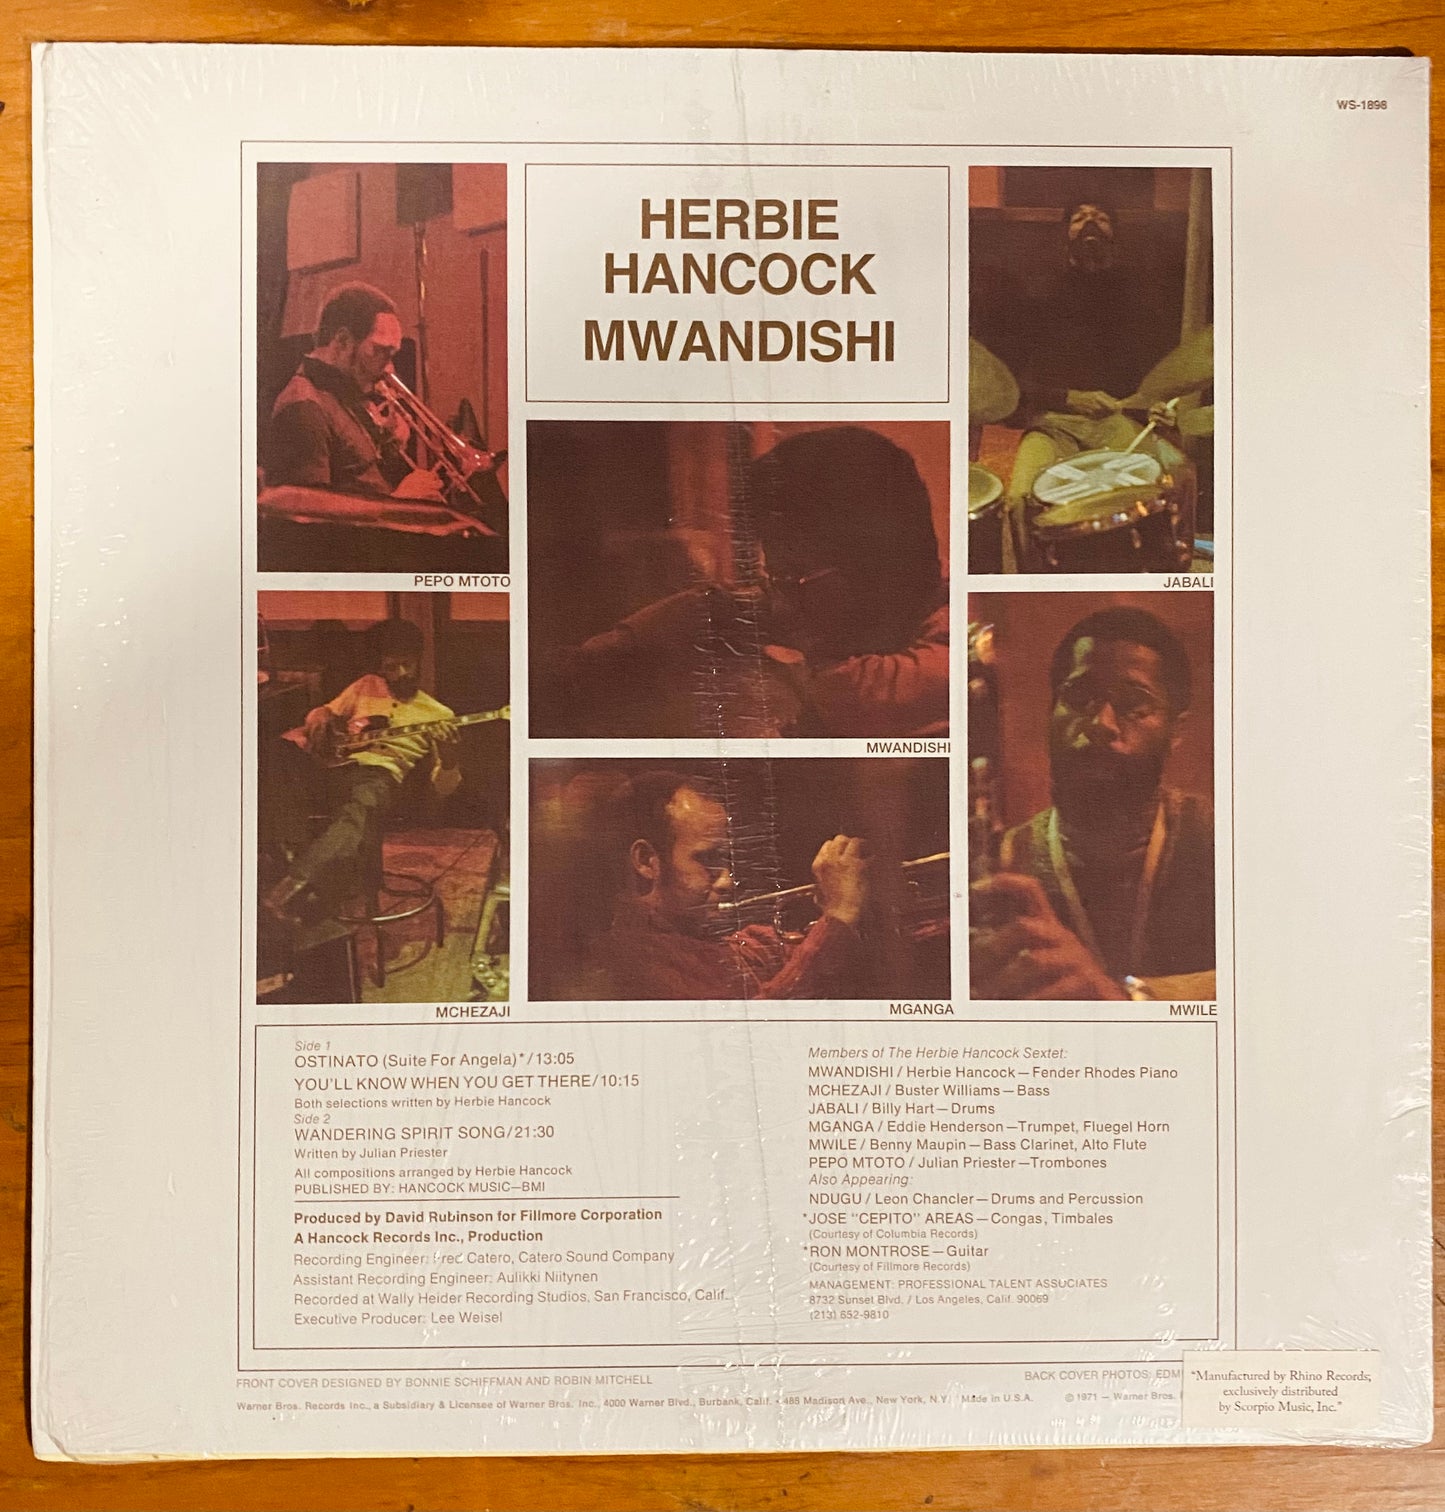 WS-1898
HERBIE
HANCOCK
MWANDISHI
PEPO MTOTO
JABALI
MWANDISHI
MCHEZAJI
MGANGA
MWILE
Side 1
OSTINATO (Suite For Angela)*/13:05
YOU'LL KNOW WHEN YOU GET THERE/10:15
Both selections written by Herbie Hancock
Side 2
WANDERING SPIRIT SONG/21:30
Written by Julian Priester
All compositions arranged by Herbie Hancock
PUBLISHED BY: HANCOCK MUSIC—BMI
Produced by David Rubinson for Fillmore Corporation
A Hancock Records Inc., Production
Recording Engineer: Fred Catero, Catero Sound Company
Assistant Recording Engineer: Aulikki Niitynen
Recorded at Wally Heider Recording Studios, San Francisco, Calif.
Executive Producer: Lee Weisel
Members of The Herbie Hancock Sextet:
MWANDISHI / Herbie Hancock — Fender Rhodes Piano
MCHEZAJI / Buster Williams — Bass
JABALI / Billy Hart — Drums
MGANGA / Eddie Henderson — Trumpet, Fluegel Horn
MWILE / Benny Maupin — Bass Clarinet, Alto Flute
PEPO MTOTO / Julian Priester — Trombones
Also Appearing:
NDUGU / Leon Chancler — Drums and Percussion
*JOSE "CEPITO" AREAS — Congas, Timbales
(Courtesy of Columbia Records)
*RON MONTROSE — Guitar
(Courtesy of Fillmore Records)
MANAGEMENT: PROFESSIONAL TALENT ASSOCIATES
8732 Sunset Blvd. / Los Angeles, Calif. 90069
(213) 652-9810
FRONT COVER DESIGNED BY BONNIE SCHIFFMAN AND ROBIN MITCHELL
BACK COVER PHOTOS: EDM
Warner Bros. Records Inc., a Subsidiary & Licensee of Warner Bros. Inc., 4000 Warner Blvd., Burbank, Calif. • 485 Madison Ave., New York, N.Y. Made in U.S.A. © 1971 — Warner Bros.
"Manufactured by Rhino Records,
exclusively distributed
by Scorpio Music, Inc."